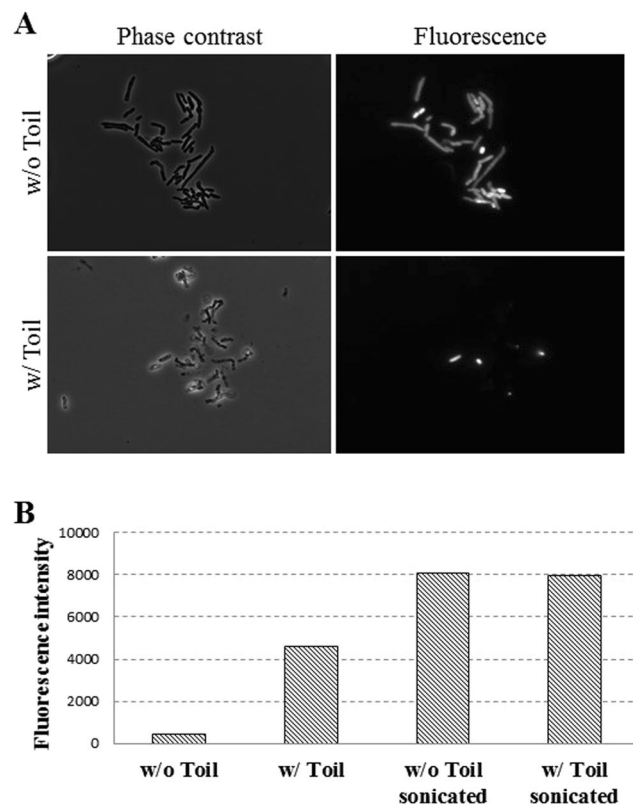 A
Phase contrast
Fluorescence
w/o Toil
w/ Toil
B
Fluorescence intensity
10000
8000
6000
4000
2000
0
w/o Toil
w/ Toil
w/o Toil
sonicated
w/ Toil
sonicated